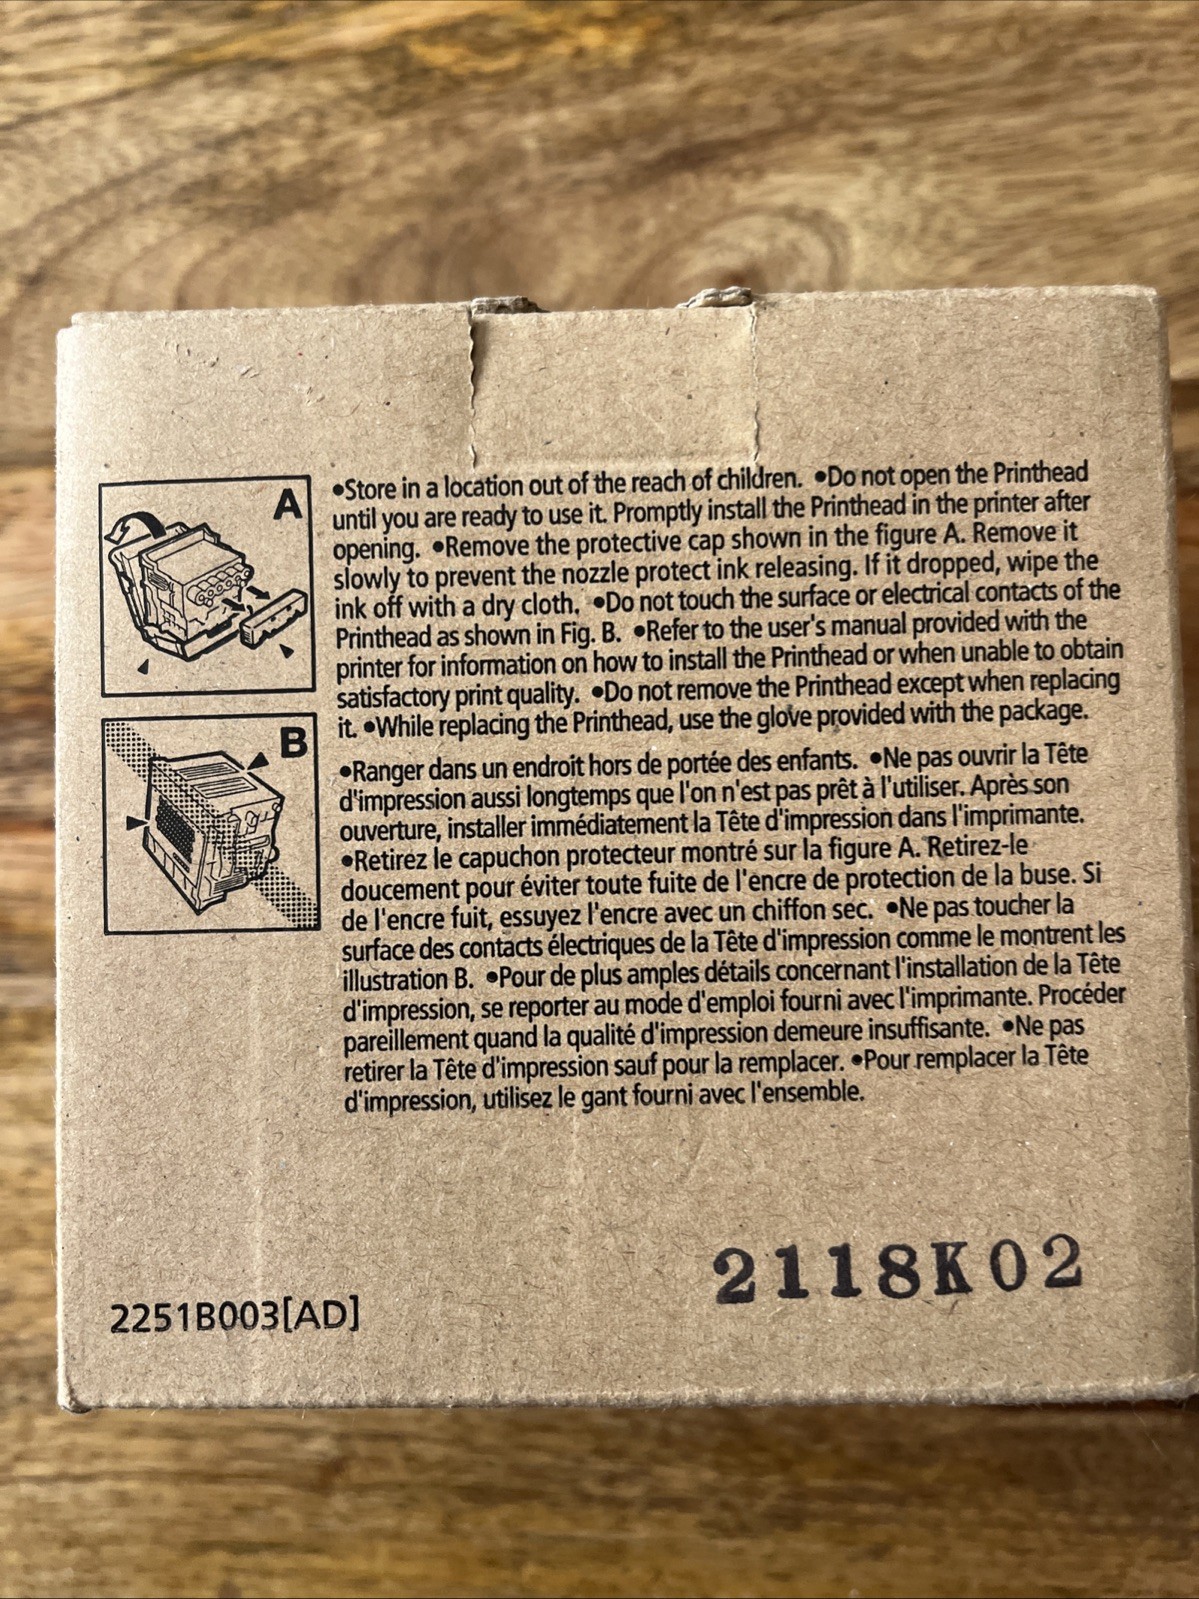 A
•Store in a location out of the reach of children. •Do not open the Printhead
until you are ready to use it. Promptly install the Printhead in the printer after
opening. •Remove the protective cap shown in the figure A. Remove it
slowly to prevent the nozzle protect ink releasing. If it dropped, wipe the
ink off with a dry cloth. •Do not touch the surface or electrical contacts of the
Printhead as shown in Fig. B. •Refer to the user's manual provided with the
printer for information on how to install the Printhead or when unable to obtain
satisfactory print quality. •Do not remove the Printhead except when replacing
it. •While replacing the Printhead, use the glove provided with the package.
B
•Ranger dans un endroit hors de portée des enfants. •Ne pas ouvrir la Tête
d'impression aussi longtemps que l'on n'est pas prêt à l'utiliser. Après son
ouverture, installer immédiatement la Tête d'impression dans l'imprimante.
•Retirez le capuchon protecteur montré sur la figure A. Retirez-le
doucement pour éviter toute fuite de l'encre de protection de la buse. Si
de l'encre fuit, essuyez l'encre avec un chiffon sec. •Ne pas toucher la
surface des contacts électriques de la Tête d'impression comme le montrent les
illustration B. •Pour de plus amples détails concernant l'installation de la Tête
d'impression, se reporter au mode d'emploi fourni avec l'imprimante. Procéder
pareillement quand la qualité d'impression demeure insuffisante. •Ne pas
retirer la Tête d'impression sauf pour la remplacer. •Pour remplacer la Tête
d'impression, utilisez le gant fourni avec l'ensemble.
2118K02
2251B003[AD]